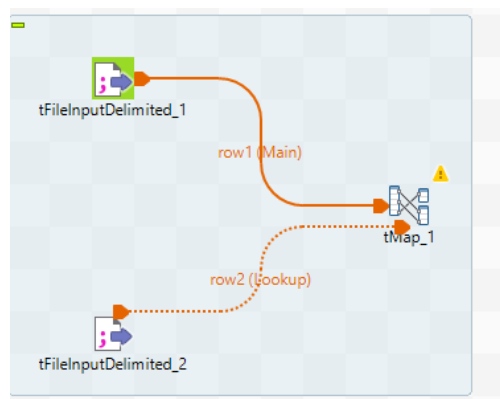 tFileInputDelimited_1
row1 (Main)
tMap_1
row2 (Lookup)
tFileInputDelimited_2